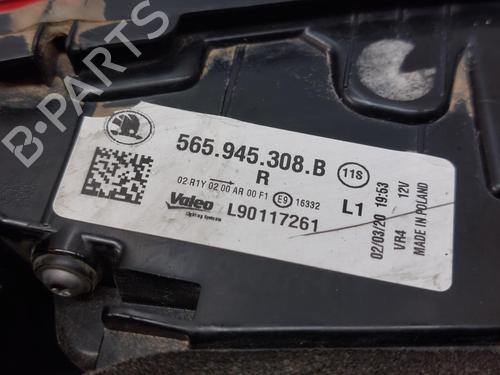 B-Parts
565.945.308.B
11S
R
02 R1Y 02 00 AR 00 F1 E9 16332
Valeo
Lighting Systems
L90117261
L1
02/03/20 19:53
VR4 12V
MADE IN POLAND